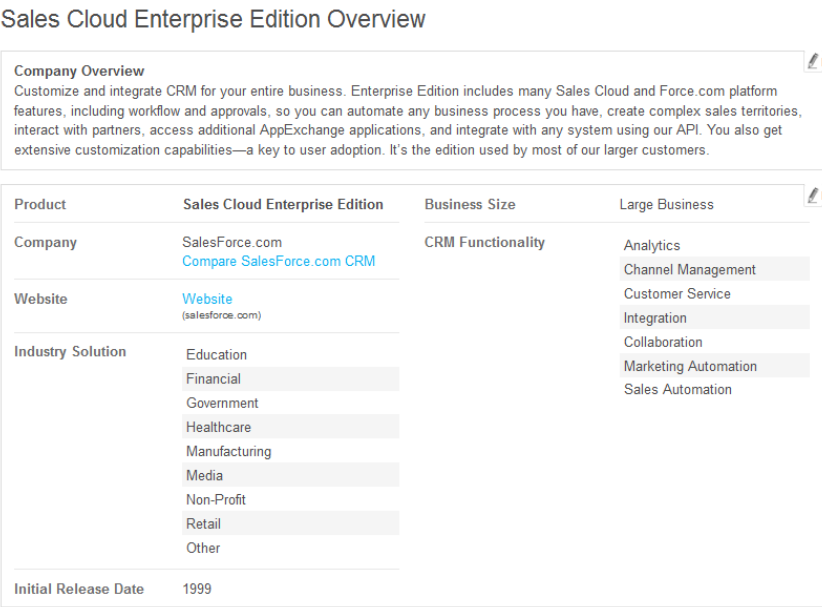 Sales Cloud Enterprise Edition Overview
Company Overview
Customize and integrate CRM for your entire business. Enterprise Edition includes many Sales Cloud and Force.com platform
features, including workflow and approvals, so you can automate any business process you have, create complex sales territories,
interact with partners, access additional AppExchange applications, and integrate with any system using our API. You also get
extensive customization capabilities—a key to user adoption. It's the edition used by most of our larger customers.
Product Sales Cloud Enterprise Edition
Company SalesForce.com
Compare SalesForce.com CRM
Website Website
(salesforce.com)
Industry Solution Education
Financial
Government
Healthcare
Manufacturing
Media
Non-Profit
Retail
Other
Initial Release Date 1999
Business Size Large Business
CRM Functionality Analytics
Channel Management
Customer Service
Integration
Collaboration
Marketing Automation
Sales Automation